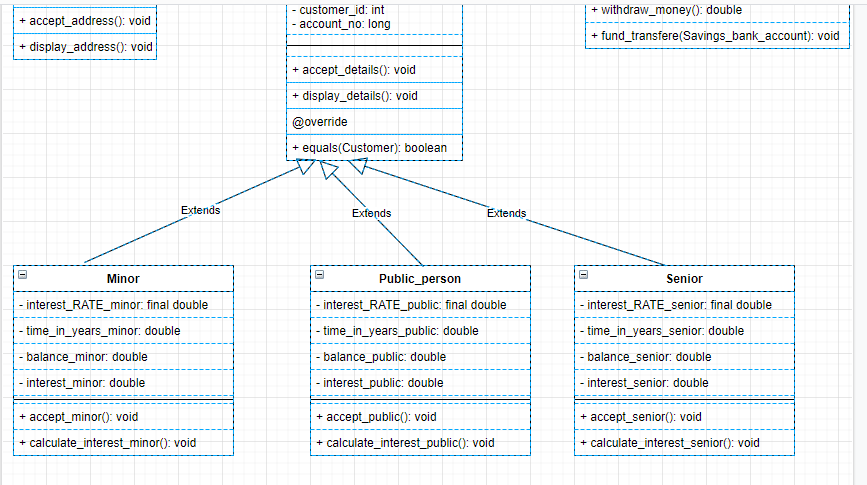 + accept_address(): void
+ display_address(): void
- customer_id: int
- account_no: long
+ accept_details(): void
+ display_details(): void
@override
+ equals(Customer): boolean
+ withdraw_money(): double
+ fund_transfere(Savings_bank_account): void
Extends
Extends
Extends
Minor
- interest_RATE_minor: final double
- time_in_years_minor: double
- balance_minor: double
- interest_minor: double
+ accept_minor(): void
+ calculate_interest_minor(): void
Public_person
- interest_RATE_public: final double
- time_in_years_public: double
- balance_public: double
- interest_public: double
+ accept_public(): void
+ calculate_interest_public(): void
Senior
- interest_RATE_senior: final double
- time_in_years_senior: double
- balance_senior: double
- interest_senior: double
+ accept_senior(): void
+ calculate_interest_senior(): void